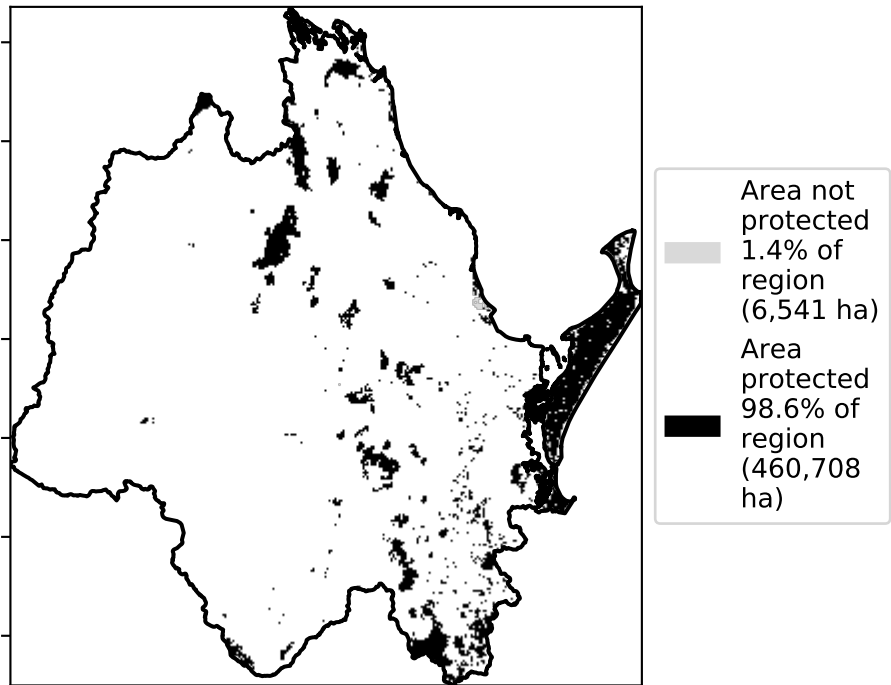 Area not
protected
1.4% of
region
(6,541 ha)
Area
protected
98.6% of
region
(460,708
ha)